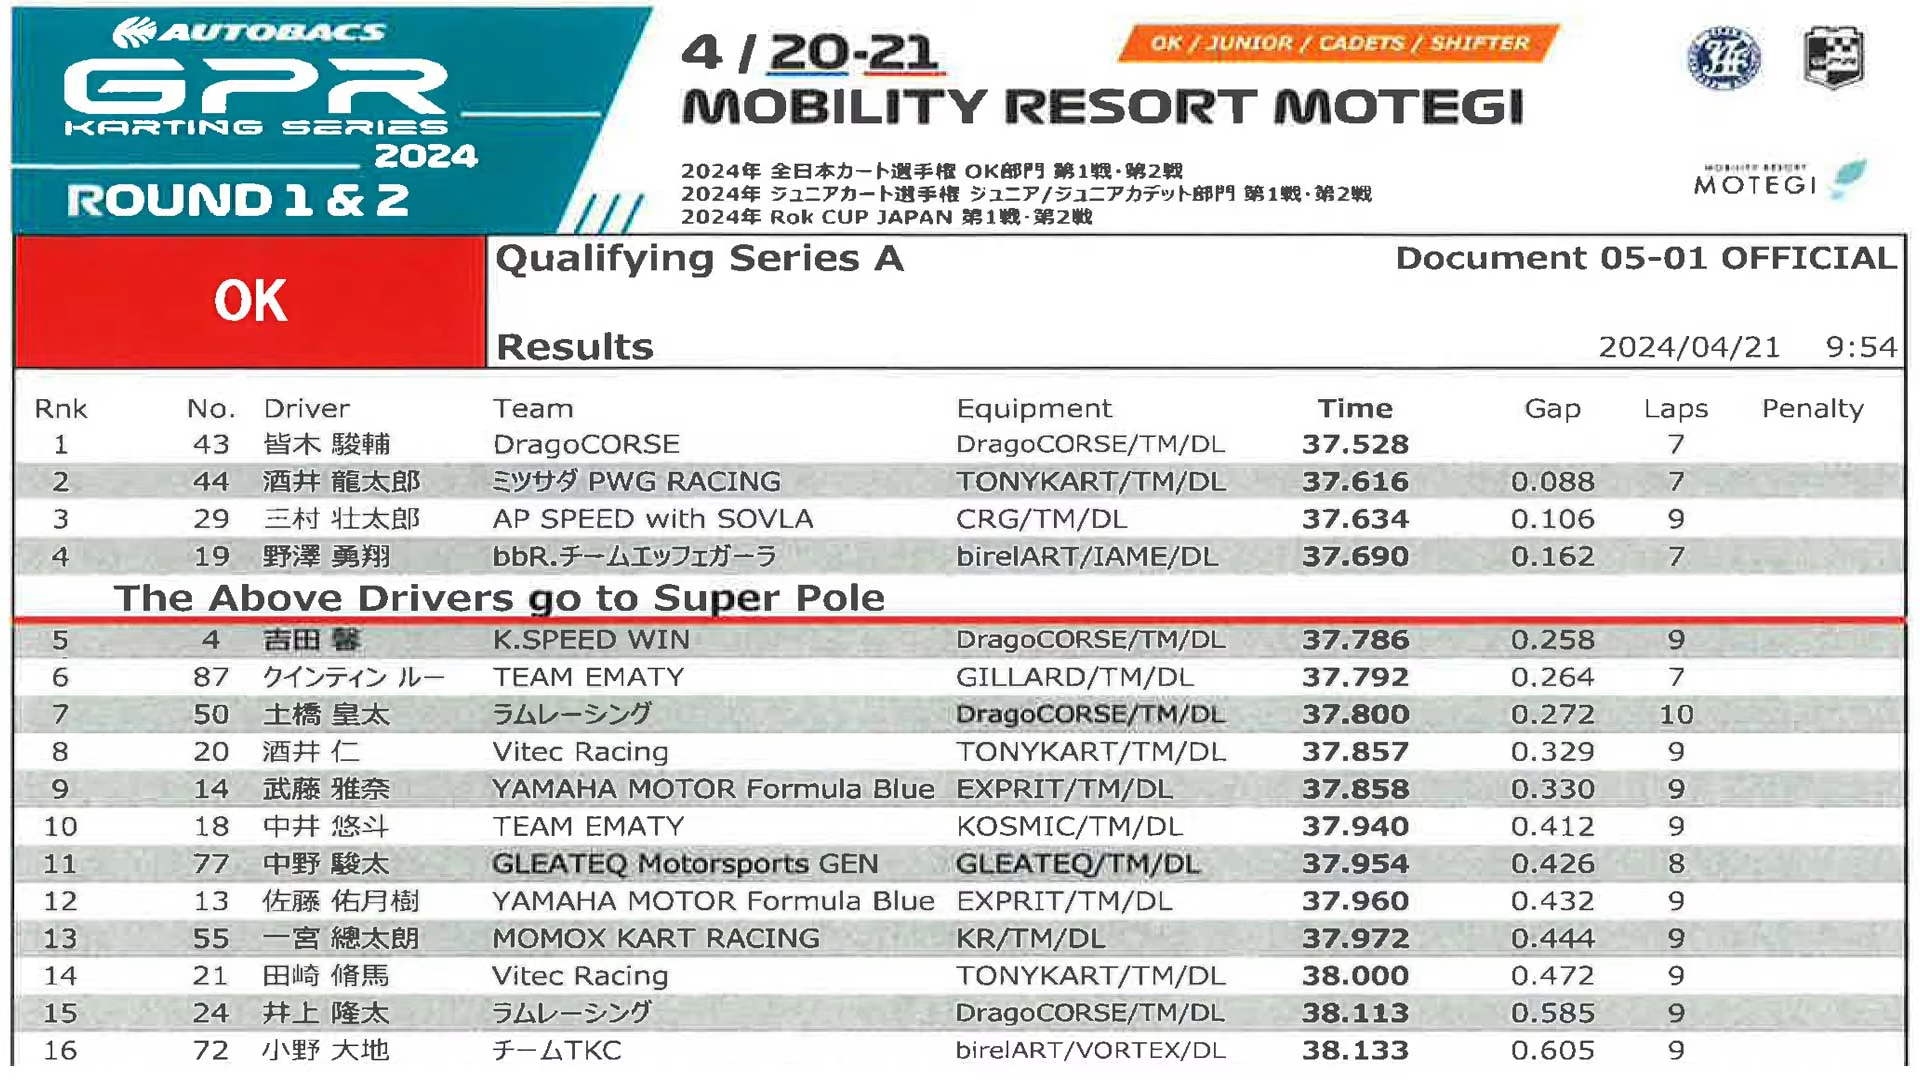 AUTOBACS
GPR
KARTING SERIES
2024
ROUND 1 & 2
4 / 20-21
MOBILITY RESORT MOTEGI
OK / JUNIOR / CADETS / SHIFTER
2024年 全日本カート選手権 OK部門 第1戦・第2戦
2024年 ジュニアカート選手権 ジュニア/ジュニアカデット部門 第1戦・第2戦
2024年 Rok CUP JAPAN 第1戦・第2戦
MOBILITY RESORT
MOTEGI
OK
Qualifying Series A
Document 05-01 OFFICIAL
Results
2024/04/21 9:54
Rnk No. Driver Team Equipment Time Gap Laps Penalty
1 43 皆木 駿輔 DragoCORSE DragoCORSE/TM/DL 37.528 7
2 44 酒井 龍太郎 ミツサダ PWG RACING TONYKART/TM/DL 37.616 0.088 7
3 29 三村 壮太郎 AP SPEED with SOVLA CRG/TM/DL 37.634 0.106 9
4 19 野澤 勇翔 bbR.チームエッフェガーラ birelART/IAME/DL 37.690 0.162 7
The Above Drivers go to Super Pole
5 4 吉田 馨 K.SPEED WIN DragoCORSE/TM/DL 37.786 0.258 9
6 87 クインティン ルー TEAM EMATY GILLARD/TM/DL 37.792 0.264 7
7 50 土橋 皇太 ラムレーシング DragoCORSE/TM/DL 37.800 0.272 10
8 20 酒井 仁 Vitec Racing TONYKART/TM/DL 37.857 0.329 9
9 14 武藤 雅奈 YAMAHA MOTOR Formula Blue EXPRIT/TM/DL 37.858 0.330 9
10 18 中井 悠斗 TEAM EMATY KOSMIC/TM/DL 37.940 0.412 9
11 77 中野 駿太 GLEATEQ Motorsports GEN GLEATEQ/TM/DL 37.954 0.426 8
12 13 佐藤 佑月樹 YAMAHA MOTOR Formula Blue EXPRIT/TM/DL 37.960 0.432 9
13 55 一宮 總太朗 MOMOX KART RACING KR/TM/DL 37.972 0.444 9
14 21 田崎 脩馬 Vitec Racing TONYKART/TM/DL 38.000 0.472 9
15 24 井上 隆太 ラムレーシング DragoCORSE/TM/DL 38.113 0.585 9
16 72 小野 大地 チームTKC birelART/VORTEX/DL 38.133 0.605 9